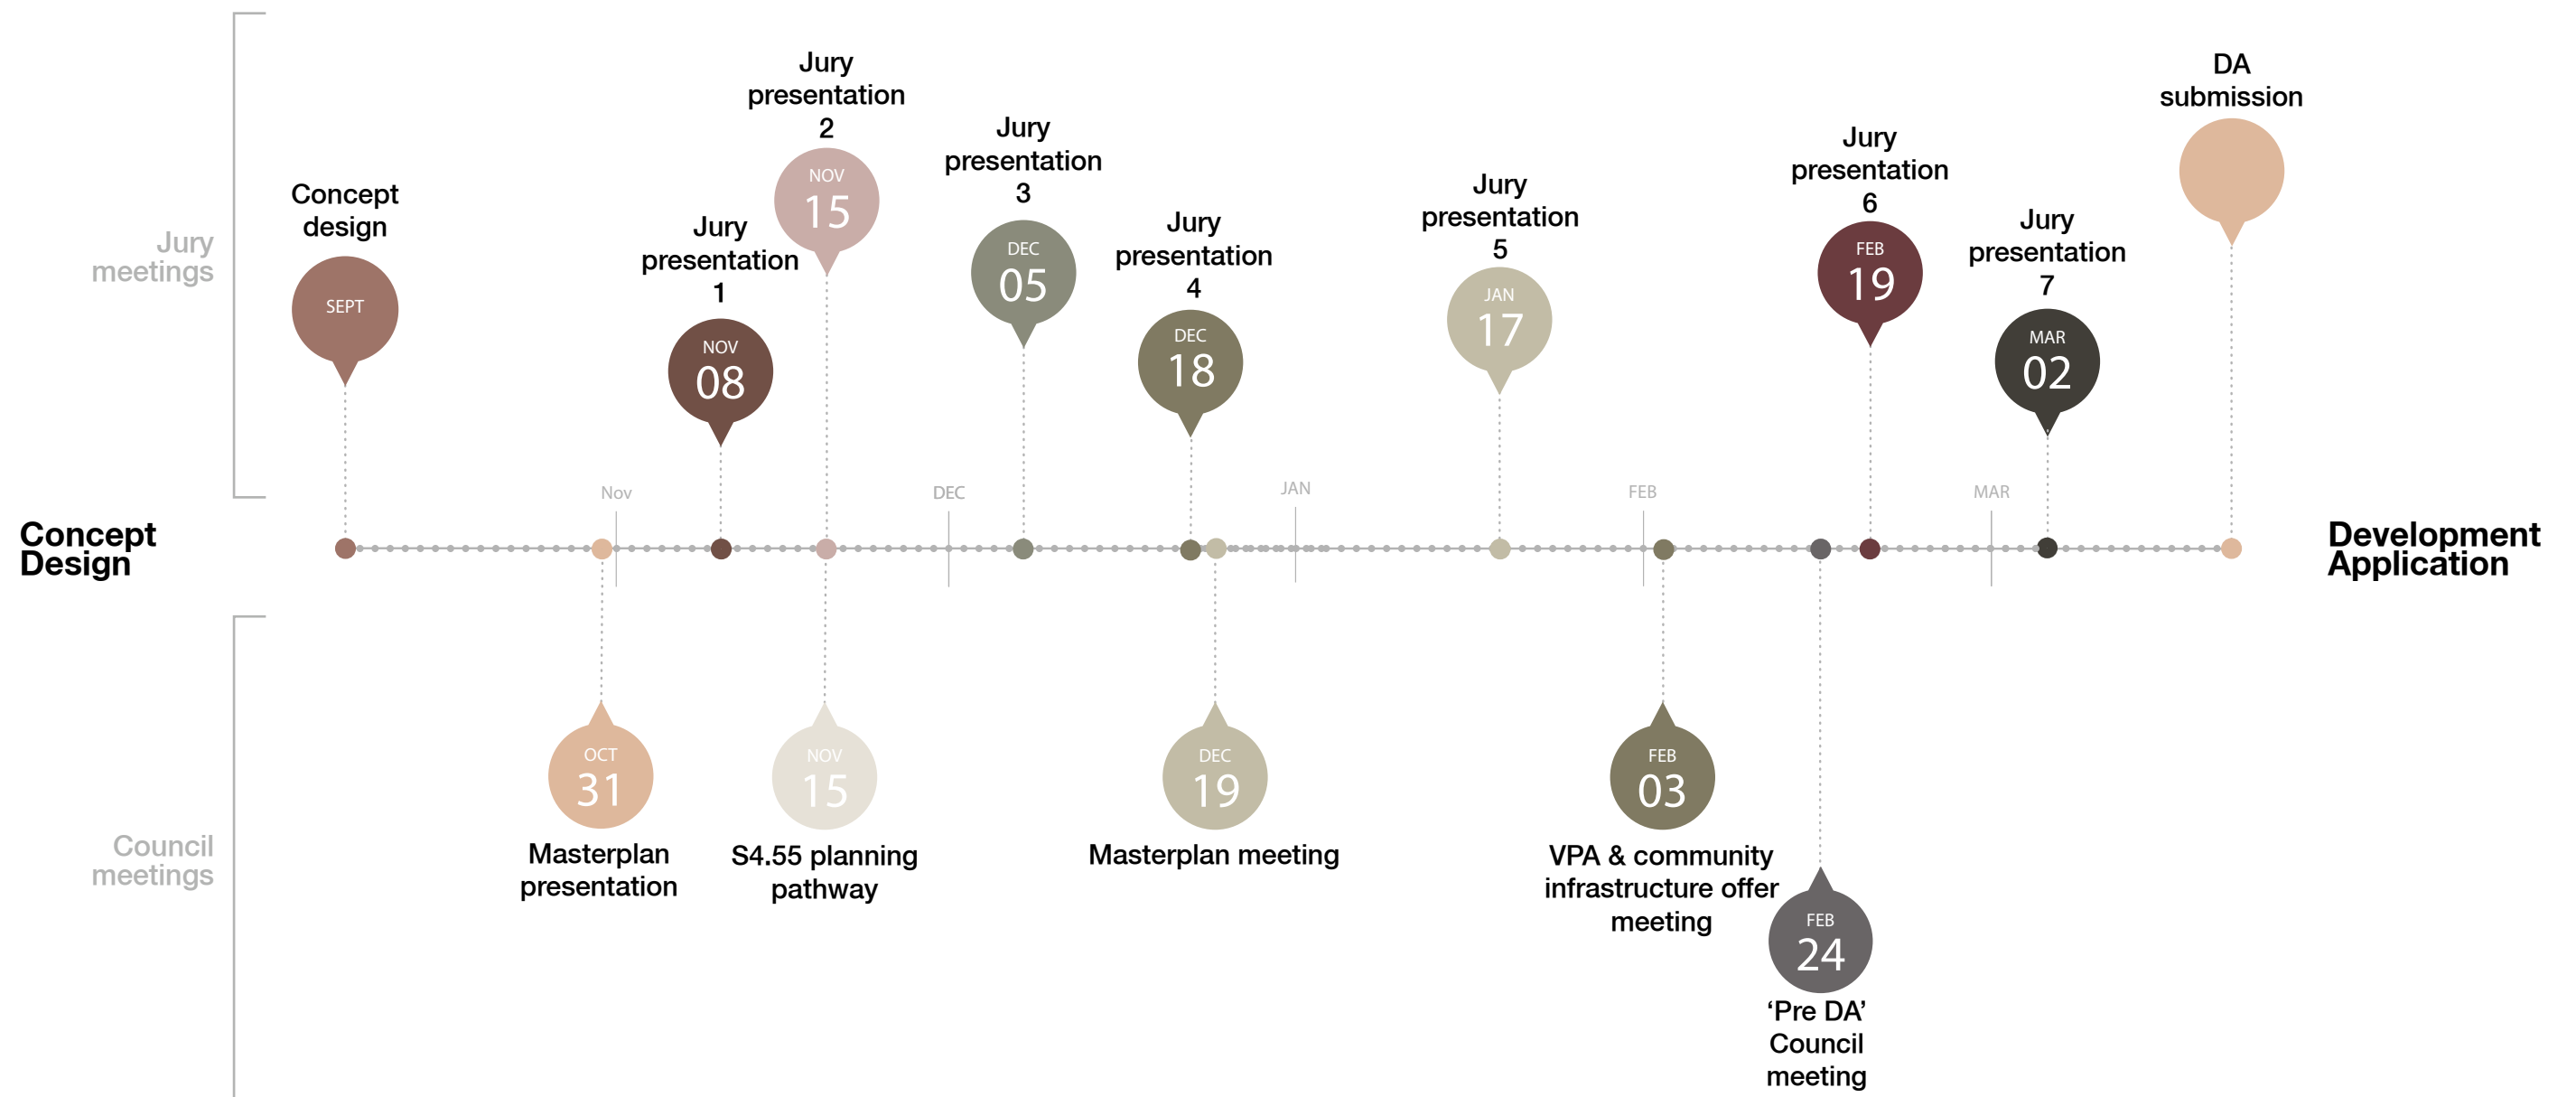 Jury
meetings
Concept
design
SEPT
Jury
presentation
1
NOV
08
Jury
presentation
2
NOV
15
Jury
presentation
3
DEC
05
Jury
presentation
4
DEC
18
Jury
presentation
5
JAN
17
Jury
presentation
6
FEB
19
Jury
presentation
7
MAR
02
DA
submission
Concept
Design
Nov
DEC
JAN
FEB
MAR
Development
Application
Council
meetings
OCT
31
Masterplan
presentation
NOV
15
S4.55 planning
pathway
DEC
19
Masterplan meeting
FEB
03
VPA & community
infrastructure offer
meeting
FEB
24
‘Pre DA’
Council
meeting